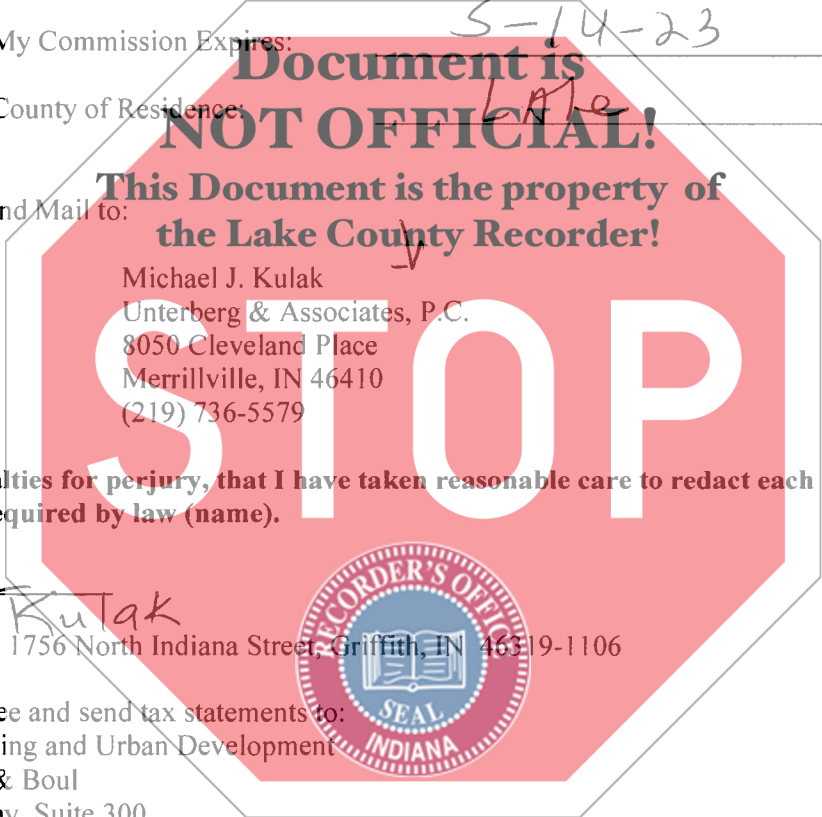 My Commission Expires: 5-14-23
Document is
County of Residence: Lake
NOT OFFICIAL!
This Document is the property of
nd Mail to:
the Lake County Recorder!
Michael J. Kulak
Unterberg & Associates, P.C.
8050 Cleveland Place
Merrillville, IN 46410
(219) 736-5579
STOP
lties for perjury, that I have taken reasonable care to redact each
equired by law (name).
Kulak
1756 North Indiana Street, Griffith, IN 46319-1106
RECORDER'S OFFIC
SEAL
INDIANA
ee and send tax statements to:
ing and Urban Development
& Boul
y, Suite 300